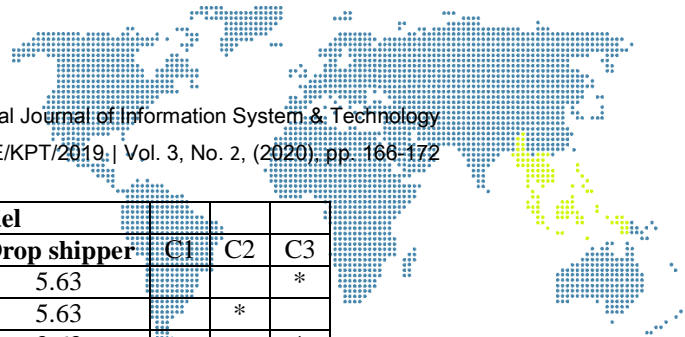 al Journal of Information System & Technology
E/KPT/2019 | Vol. 3, No. 2, (2020), pp. 166-172
el
rop shipper C1 C2 C3
5.63 *
5.63 *